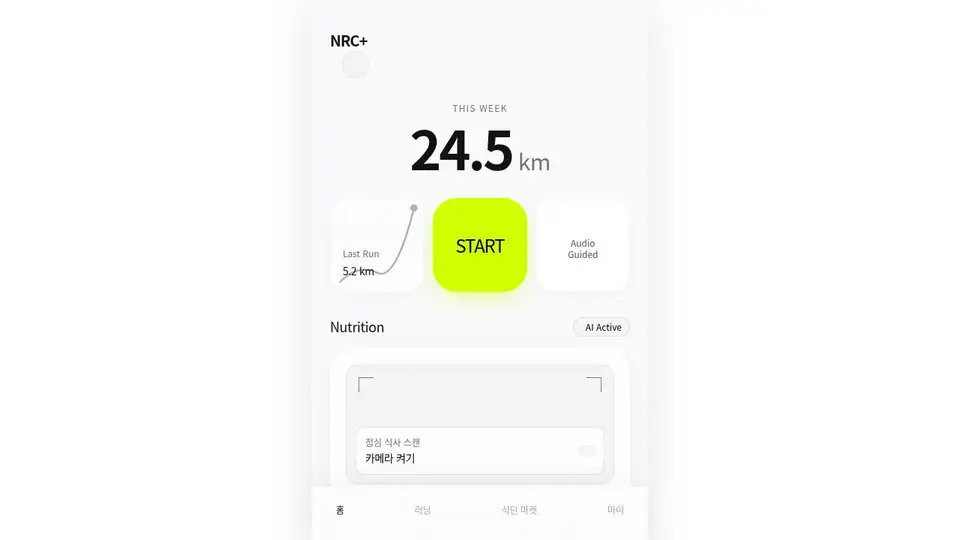 NRC+
THIS WEEK
24.5 km
Last Run
5.2 km
START
Audio
Guided
Nutrition
AI Active
점심 식사 스캔
카메라 켜기
홈
러닝
식단 마켓
마이